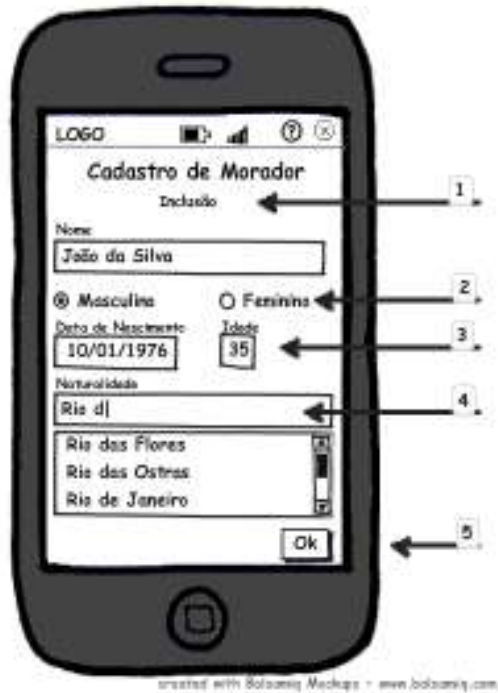 LOGO
Cadastro de Morador
Inclusão
1
Nome
João da Silva
Masculino Feminino
2
Data de Nascimento Idade
3
10/01/1976 35
Naturalidade
4
Rio d
Rio das Flores
Rio das Ostras
Rio de Janeiro
Ok
5
created with Balsamiq Mockups - www.balsamiq.com